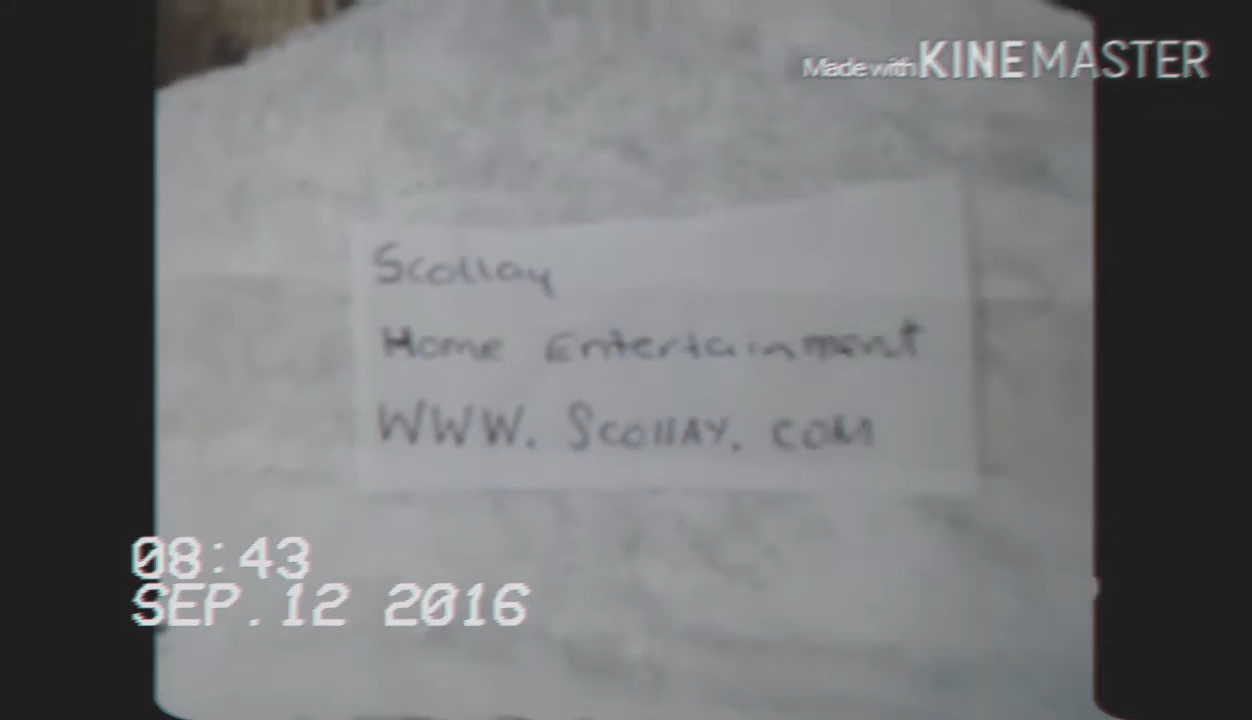 Made with KINEMASTER
Scollay
Home Entertainment
WWW. Scollay. com
08:43
SEP. 12 2016